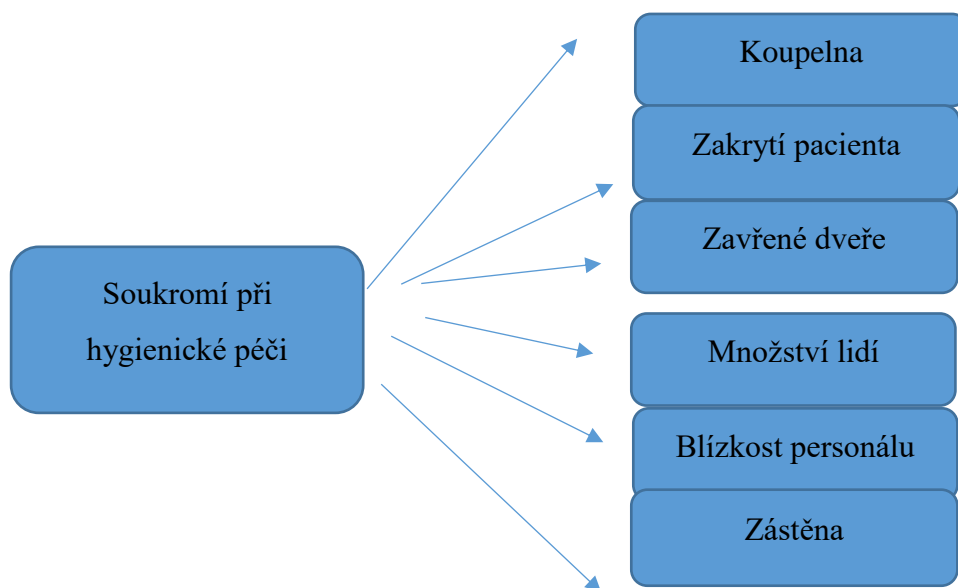 Soukromí při
hygienické péči
Koupelna
Zakrytí pacienta
Zavřené dveře
Množství lidí
Blízkost personálu
Zástěna